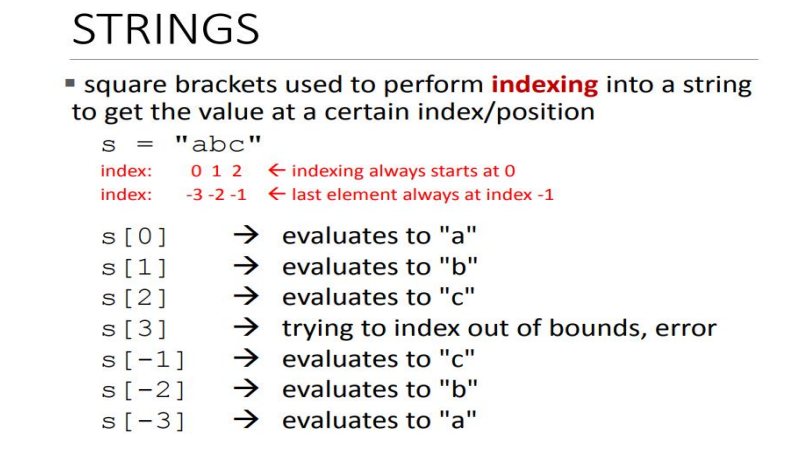 STRINGS
▪ square brackets used to perform indexing into a string
to get the value at a certain index/position
s = "abc"
index: 0 1 2 ← indexing always starts at 0
index: -3 -2 -1 ← last element always at index -1
s[0] → evaluates to "a"
s[1] → evaluates to "b"
s[2] → evaluates to "c"
s[3] → trying to index out of bounds, error
s[-1] → evaluates to "c"
s[-2] → evaluates to "b"
s[-3] → evaluates to "a"